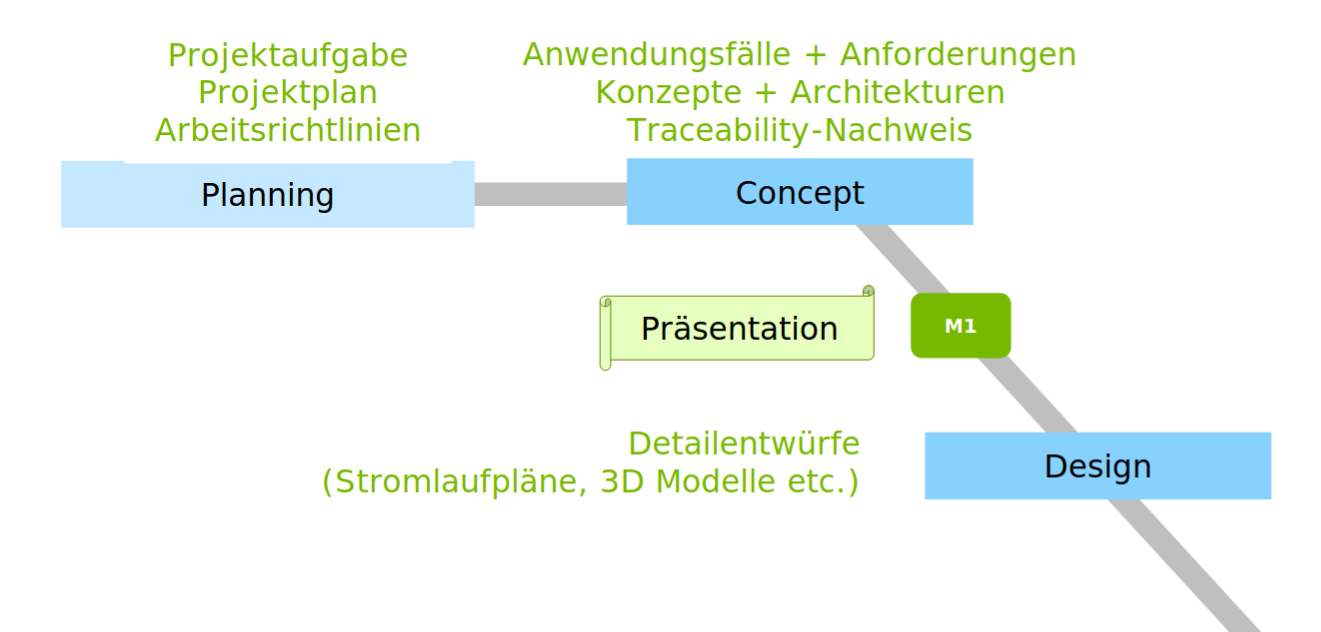 Projektaufgabe
Projektplan
Arbeitsrichtlinien
Planning
Anwendungsfälle + Anforderungen
Konzepte + Architekturen
Traceability-Nachweis
Concept
Präsentation
M1
Detailentwürfe
(Stromlaufpläne, 3D Modelle etc.)
Design